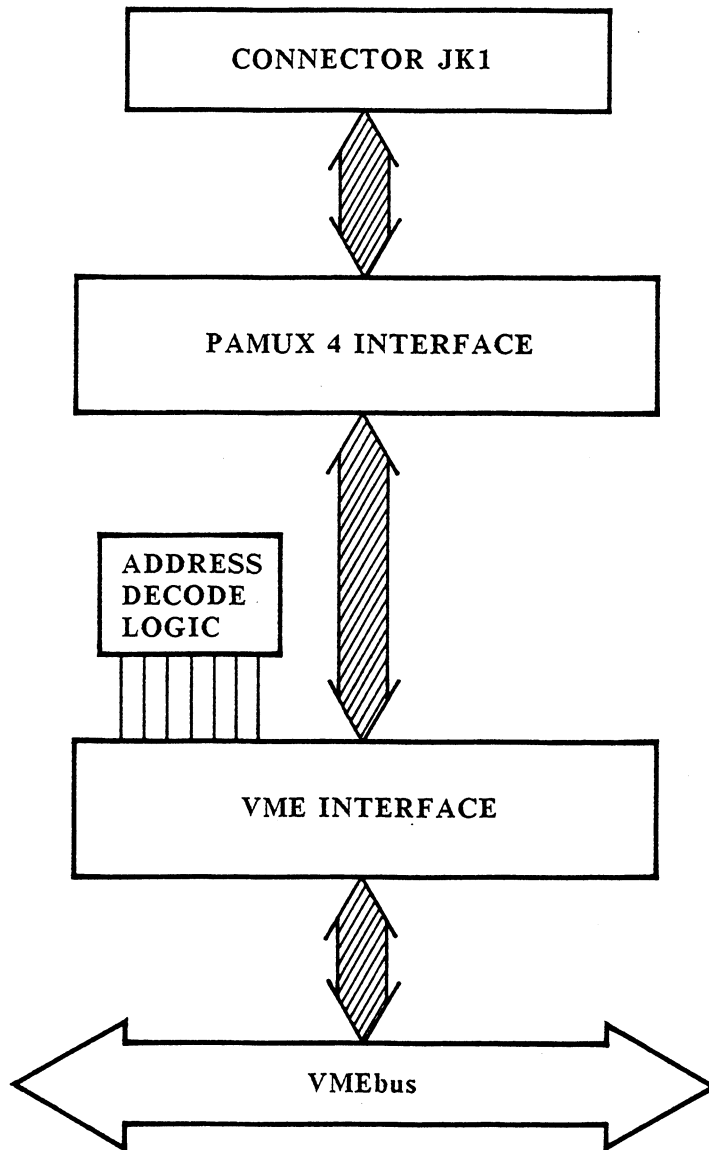 CONNECTOR JK1
PAMUX 4 INTERFACE
ADDRESS
DECODE
LOGIC
VME INTERFACE
VMEbus